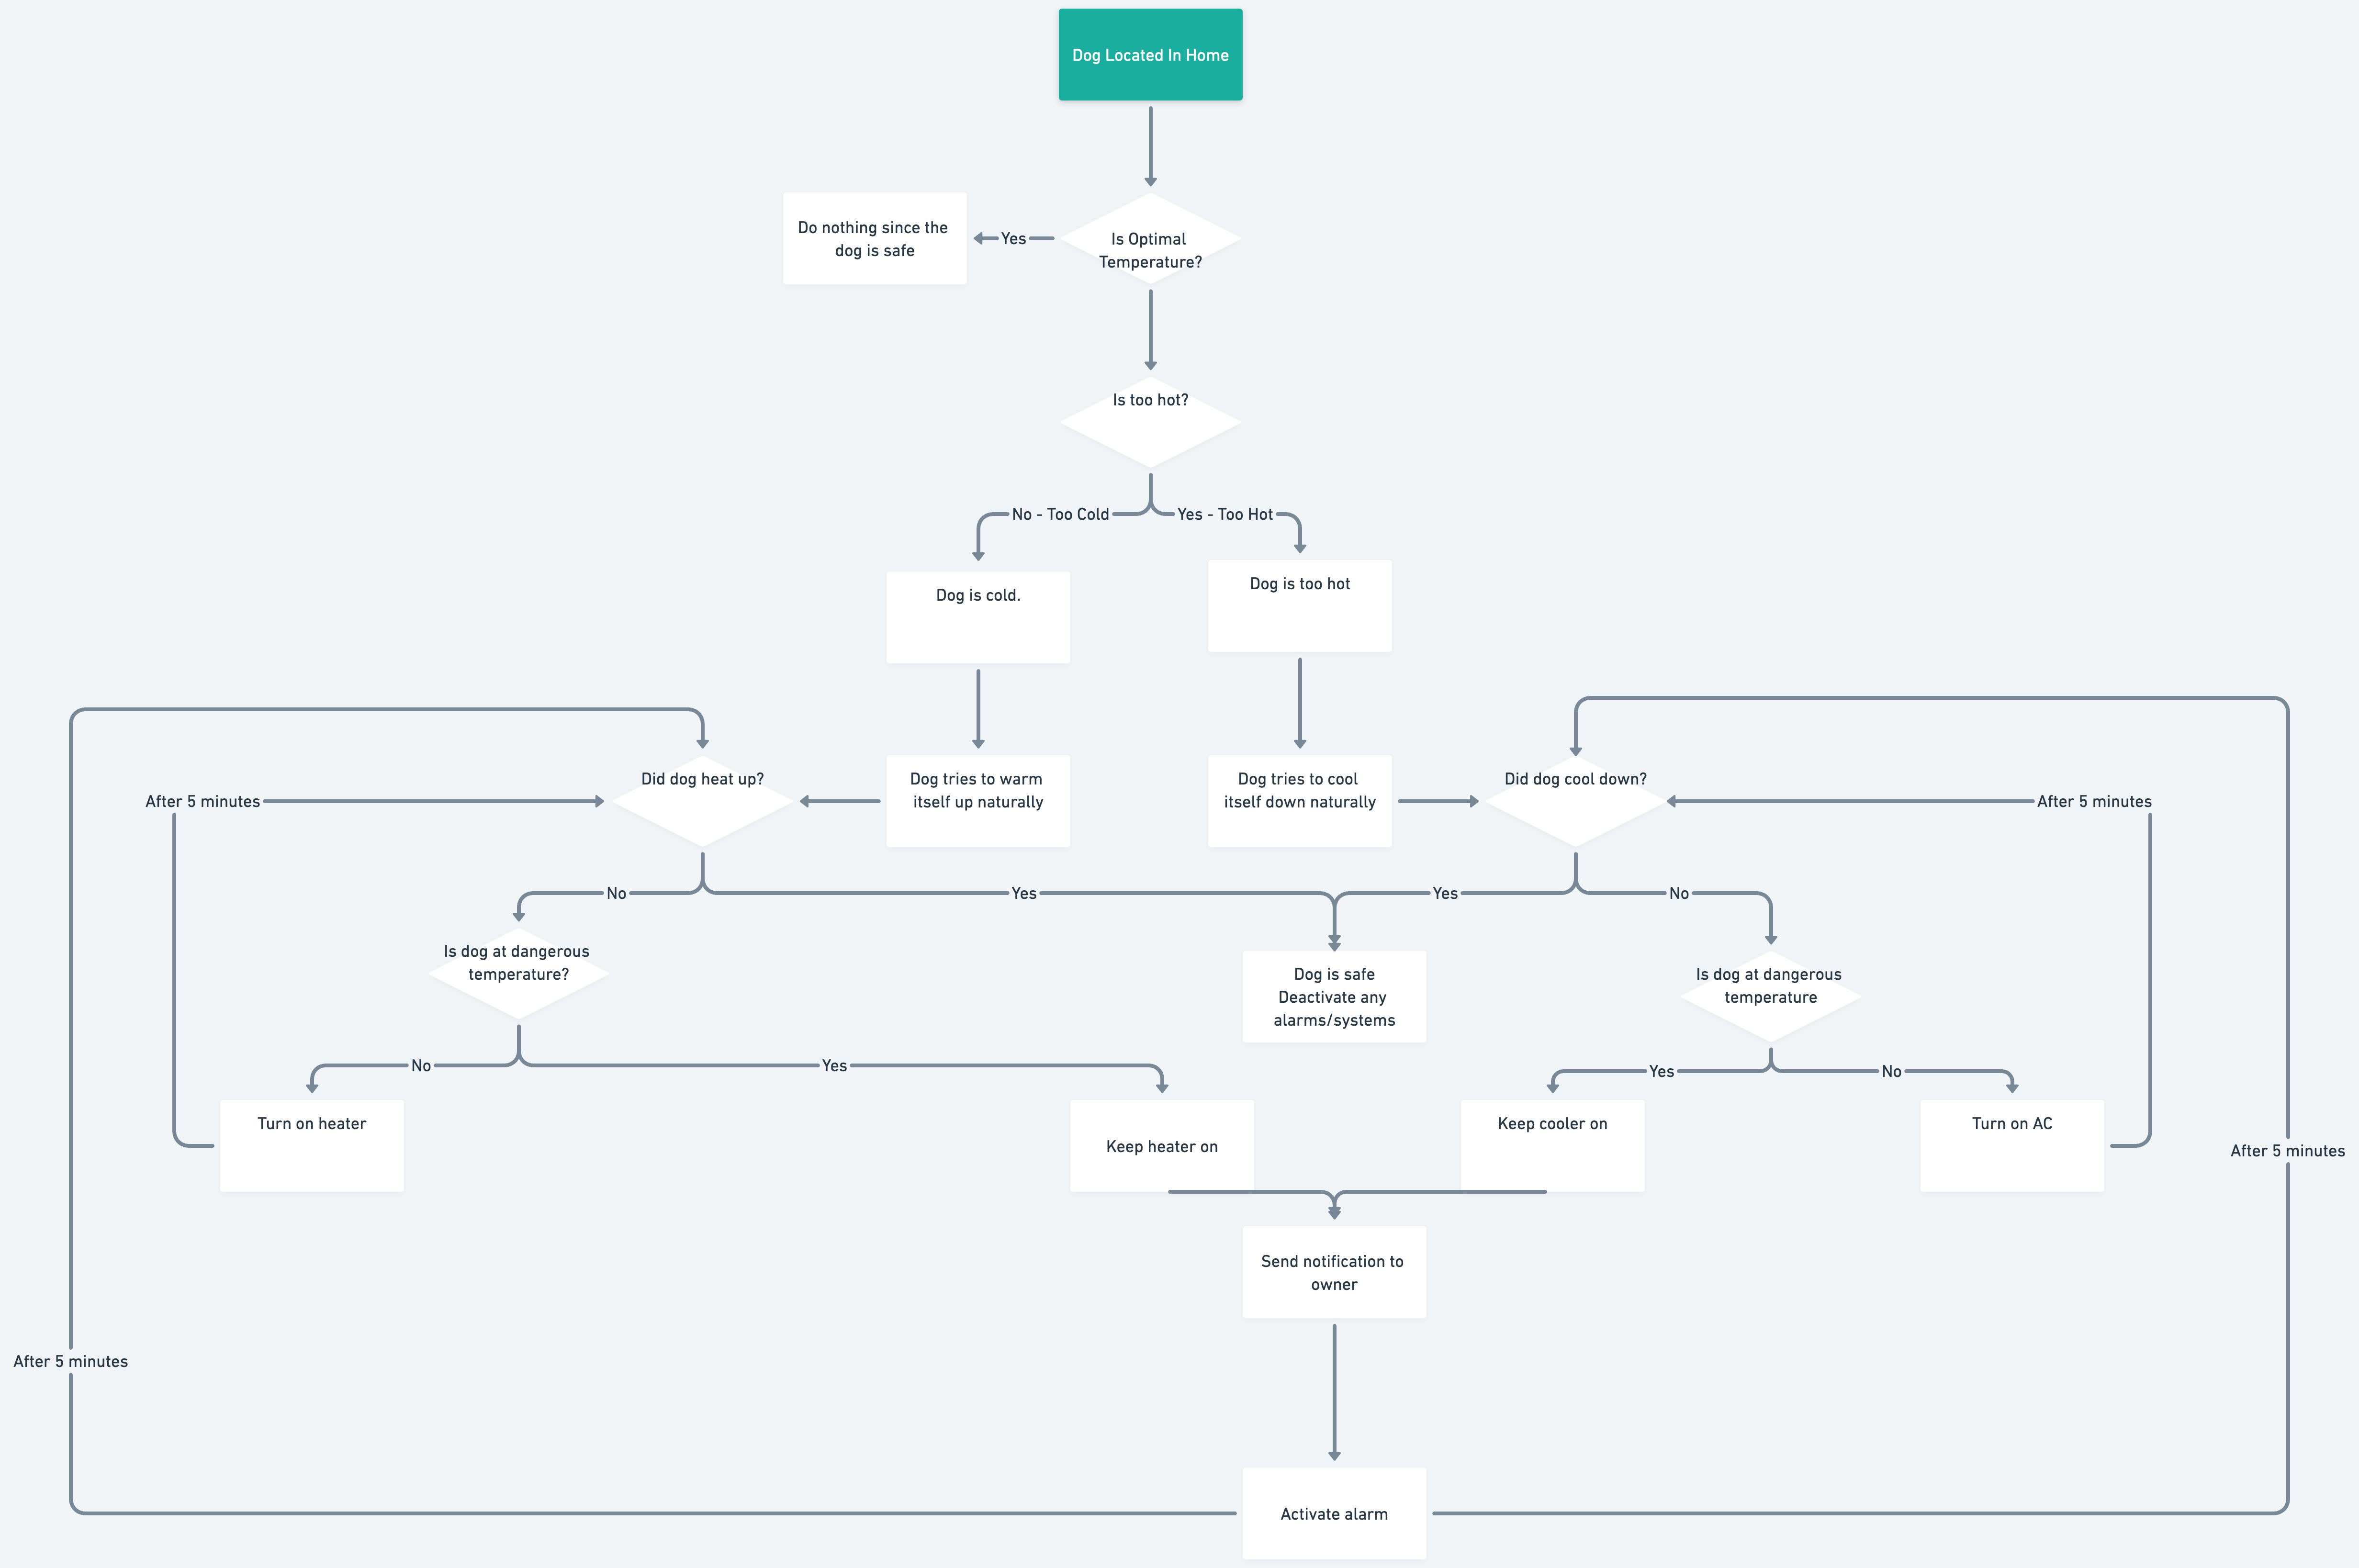 Dog Located In Home
Do nothing since the
dog is safe
Yes
Is Optimal
Temperature?
Is too hot?
No - Too Cold
Yes - Too Hot
Dog is cold.
Dog is too hot
Did dog heat up?
Dog tries to warm
itself up naturally
Dog tries to cool
itself down naturally
Did dog cool down?
After 5 minutes
After 5 minutes
No
Yes
Yes
No
Is dog at dangerous
temperature?
Dog is safe
Deactivate any
alarms/systems
Is dog at dangerous
temperature
No
Yes
Yes
No
Turn on heater
Keep heater on
Keep cooler on
Turn on AC
After 5 minutes
Send notification to
owner
After 5 minutes
Activate alarm